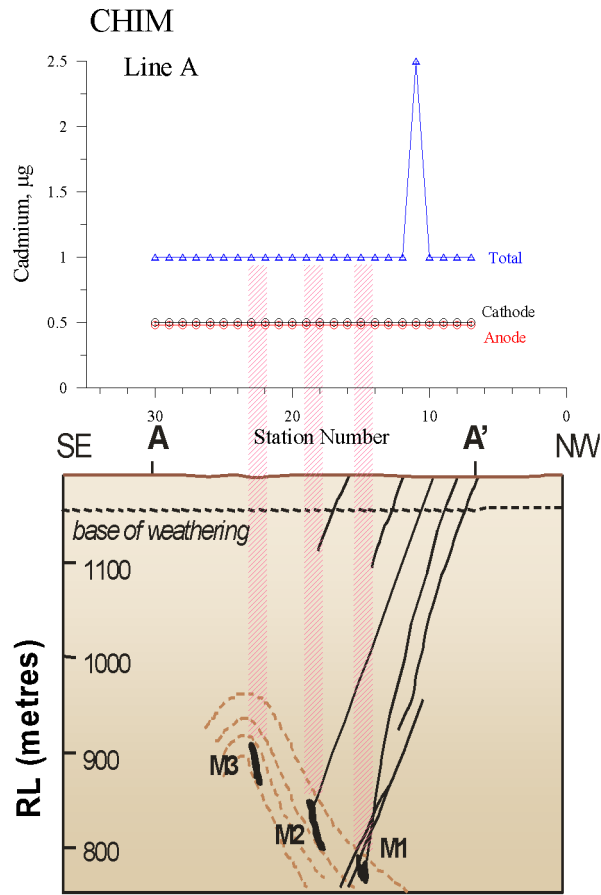 CHIM
Line A
2.5
2
1.5
1
0.5
0
Cadmium, µg
Total
Cathode
Anode
30 20 10 0
SE A Station Number A' NW
base of weathering
1100
1000
900
800
RL (metres)
M3
M2
M1